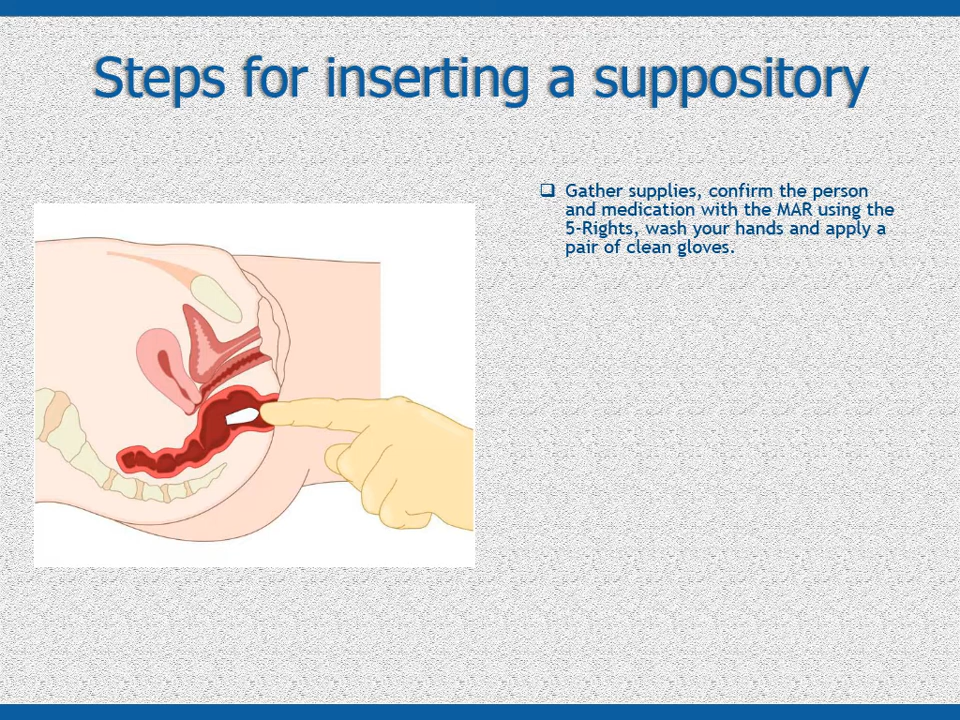 Steps for inserting a suppository
Gather supplies, confirm the person
and medication with the MAR using the
5-Rights, wash your hands and apply a
pair of clean gloves.